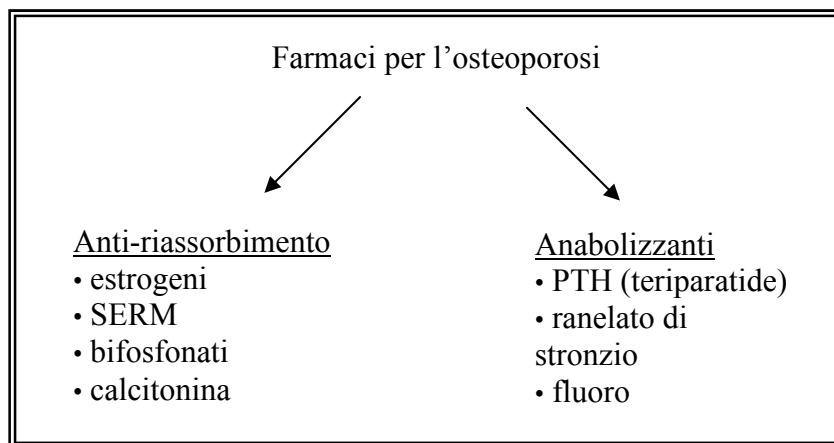 Farmaci per l’osteoporosi
Anti-riassorbimento
• estrogeni
• SERM
• bifosfonati
• calcitonina
Anabolizzanti
• PTH (teriparatide)
• ranelato di
stronzio
• fluoro